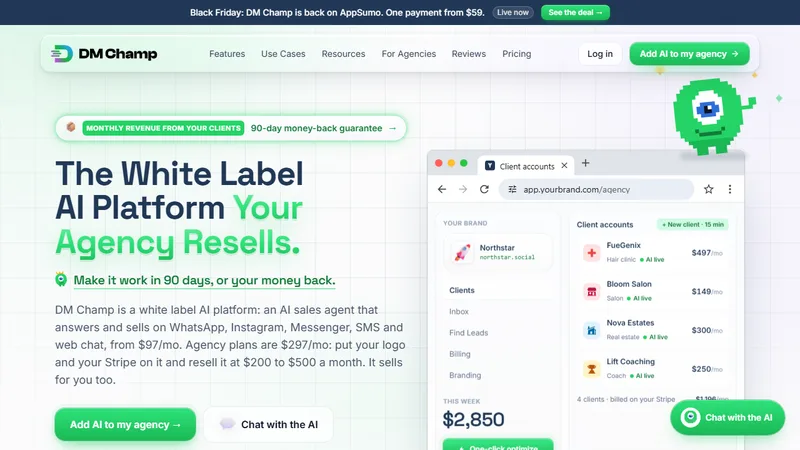 Black Friday: DM Champ is back on AppSumo. One payment from $59. Live now See the deal →
DM Champ
Features Use Cases Resources For Agencies Reviews Pricing
Log in
Add AI to my agency →
MONTHLY REVENUE FROM YOUR CLIENTS 90-day money-back guarantee →
The White Label
AI Platform Your
Agency Resells.
Make it work in 90 days, or your money back.
DM Champ is a white label AI platform: an AI sales agent that
answers and sells on WhatsApp, Instagram, Messenger, SMS and
web chat, from $97/mo. Agency plans are $297/mo: put your logo
and your Stripe on it and resell it at $200 to $500 a month. It sells
for you too.
Add AI to my agency →
Chat with the AI
Y Client accounts
app.yourbrand.com/agency
YOUR BRAND
Northstar
northstar.social
Clients
Inbox
Find Leads
Billing
Branding
THIS WEEK
$2,850
One-click optimize
Client accounts + New client · 15 min
FueGenix
Hair clinic AI live
$497/mo
Bloom Salon
Salon AI live
$149/mo
Nova Estates
Real estate AI live
$300/mo
Lift Coaching
Coach AI live
$250/mo
4 clients · billed on your Stripe $1,196
Chat with the AI